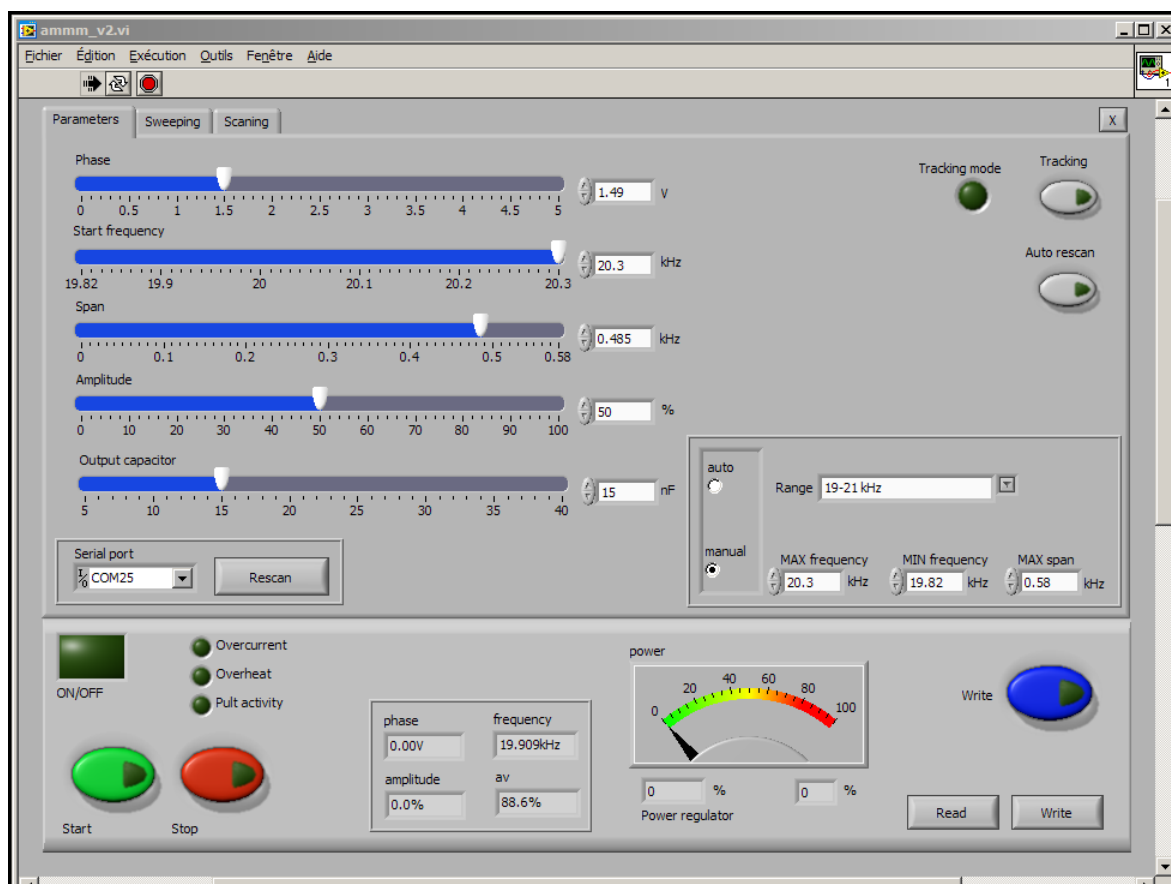 ammm_v2.vi
Fichier Édition Exécution Outils Fenêtre Aide
1
Parameters Sweeping Scaning X
Phase
1.49 V
0 0.5 1 1.5 2 2.5 3 3.5 4 4.5 5
Tracking mode Tracking
Start frequency
20.3 kHz
19.82 19.9 20 20.1 20.2 20.3
Auto rescan
Span
0.485 kHz
0 0.1 0.2 0.3 0.4 0.5 0.58
Amplitude
50 %
0 10 20 30 40 50 60 70 80 90 100
Output capacitor
15 nF
5 10 15 20 25 30 35 40
auto
Range 19-21 kHz
manual
MAX frequency MIN frequency MAX span
20.3 kHz 19.82 kHz 0.58 kHz
Serial port
I/O COM25 Rescan
ON/OFF
Overcurrent
Overheat
Pult activity
Start Stop
phase frequency
0.00V 19.909kHz
amplitude av
0.0% 88.6%
power
0 20 40 60 80 100
0 % 0 %
Power regulator
Write
Read Write